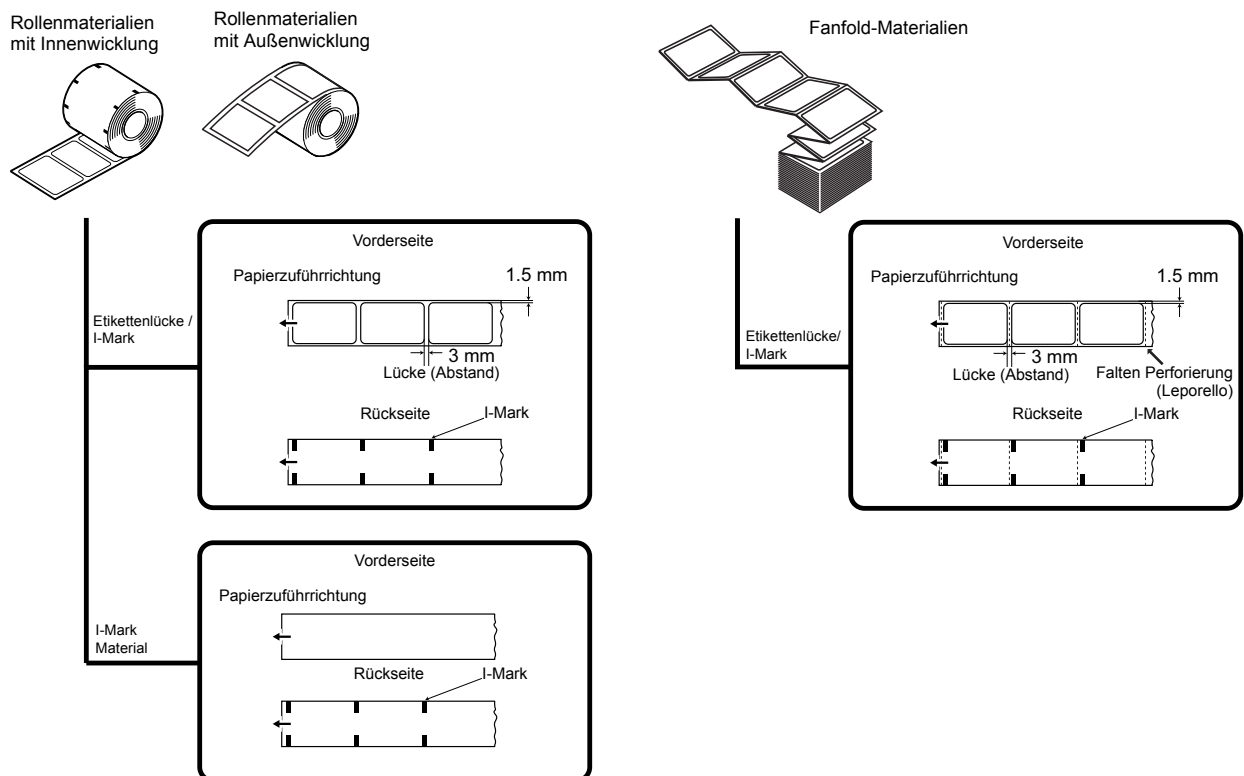 Rollenmaterialien
mit Innenwicklung
Rollenmaterialien
mit Außenwicklung
Fanfold-Materialien
Etikettenlücke /
I-Mark
Vorderseite
Papierzuführrichtung
1.5 mm
3 mm
Lücke (Abstand)
Rückseite
I-Mark
I-Mark
Material
Vorderseite
Papierzuführrichtung
Rückseite
I-Mark
Etikettenlücke/
I-Mark
Vorderseite
Papierzuführrichtung
1.5 mm
3 mm
Lücke (Abstand)
Falten Perforierung
(Leporello)
Rückseite
I-Mark